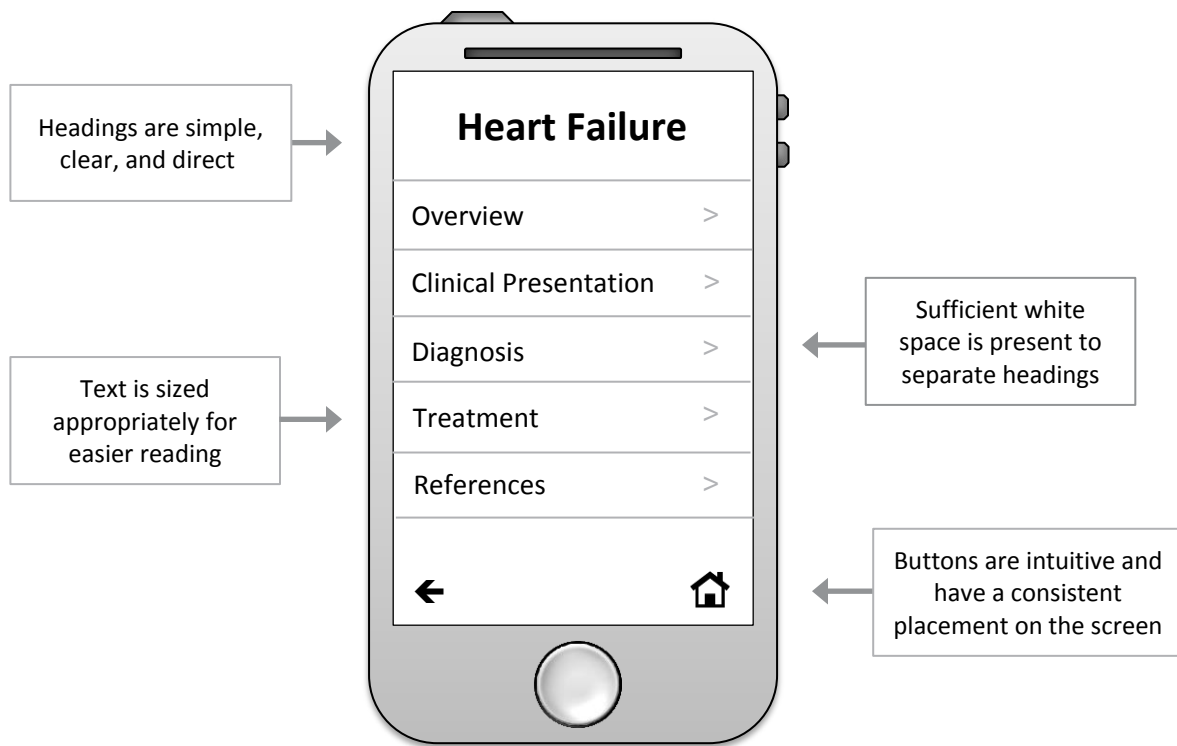 Headings are simple,
clear, and direct
Text is sized
appropriately for
easier reading
Heart Failure
Overview >
Clinical Presentation >
Diagnosis >
Treatment >
References >
Sufficient white
space is present to
separate headings
Buttons are intuitive and
have a consistent
placement on the screen